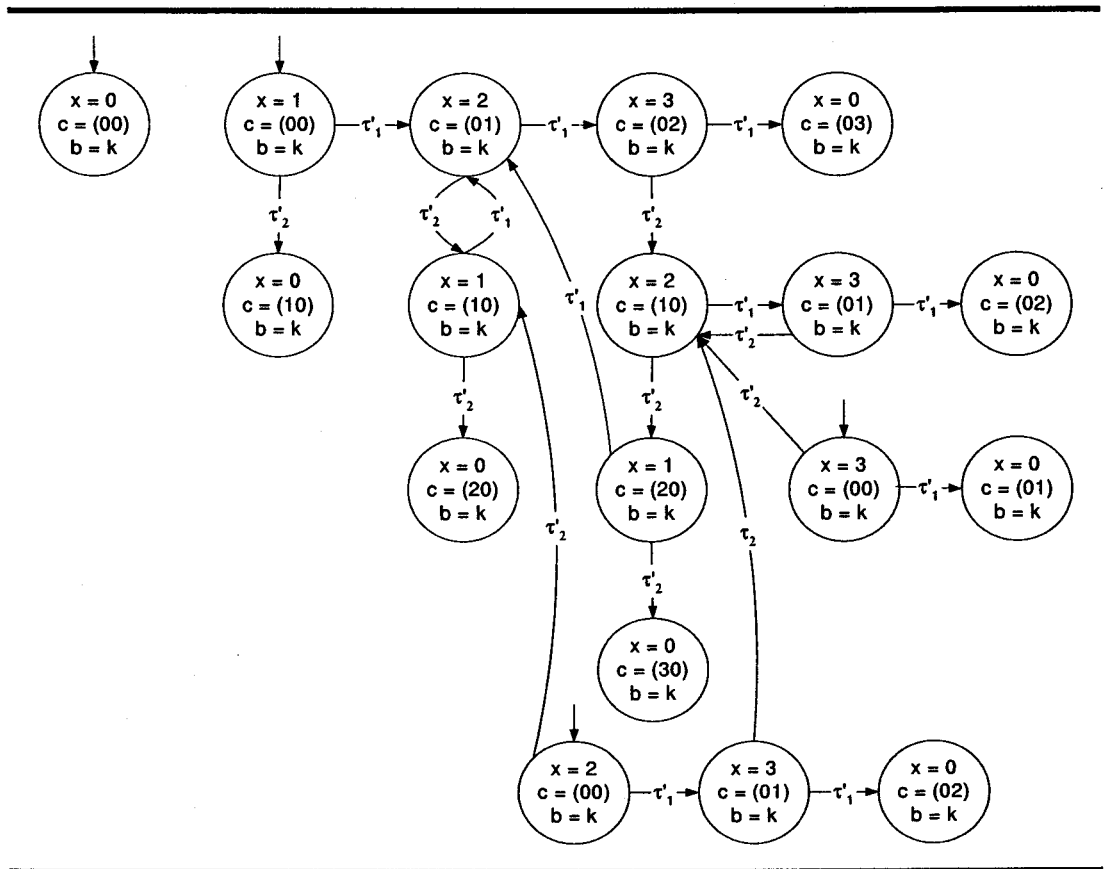 x = 0
c = (00)
b = k
x = 1
c = (00)
b = k
τ'₁
x = 2
c = (01)
b = k
τ'₁
x = 3
c = (02)
b = k
τ'₁
x = 0
c = (03)
b = k
τ'₂
τ'₂
τ'₁
τ'₂
x = 0
c = (10)
b = k
x = 1
c = (10)
b = k
τ'₁
x = 2
c = (10)
b = k
τ'₁
τ'₂
x = 3
c = (01)
b = k
τ'₁
x = 0
c = (02)
b = k
τ'₂
τ'₂
τ'₂
x = 0
c = (20)
b = k
x = 1
c = (20)
b = k
x = 3
c = (00)
b = k
τ'₁
x = 0
c = (01)
b = k
τ'₂
τ₂
τ'₂
x = 0
c = (30)
b = k
x = 2
c = (00)
b = k
τ'₁
x = 3
c = (01)
b = k
τ'₁
x = 0
c = (02)
b = k